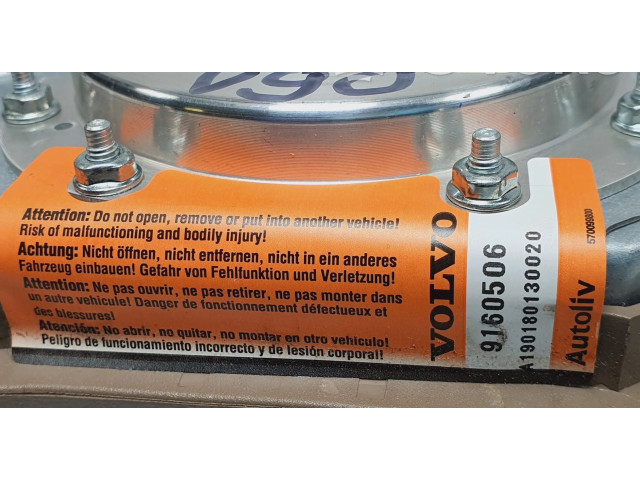 Attention: Do not open, remove or put into another vehicle!
Risk of malfunctioning and bodily injury!
Achtung: Nicht öffnen, nicht entfernen, nicht in ein anderes
Fahrzeug einbauen! Gefahr von Fehlfunktion und Verletzung!
Attention: Ne pas ouvrir, ne pas retirer, ne pas monter dans
un autre vehicule! Danger de fonctionnement défectueux et
des blessures!
Atención: No abrir, no quitar, no montar en otro vehículo!
Peligro de funcionamiento incorrecto y de lesión corporal!
VOLVO
9160506
A190180130020
Autoliv